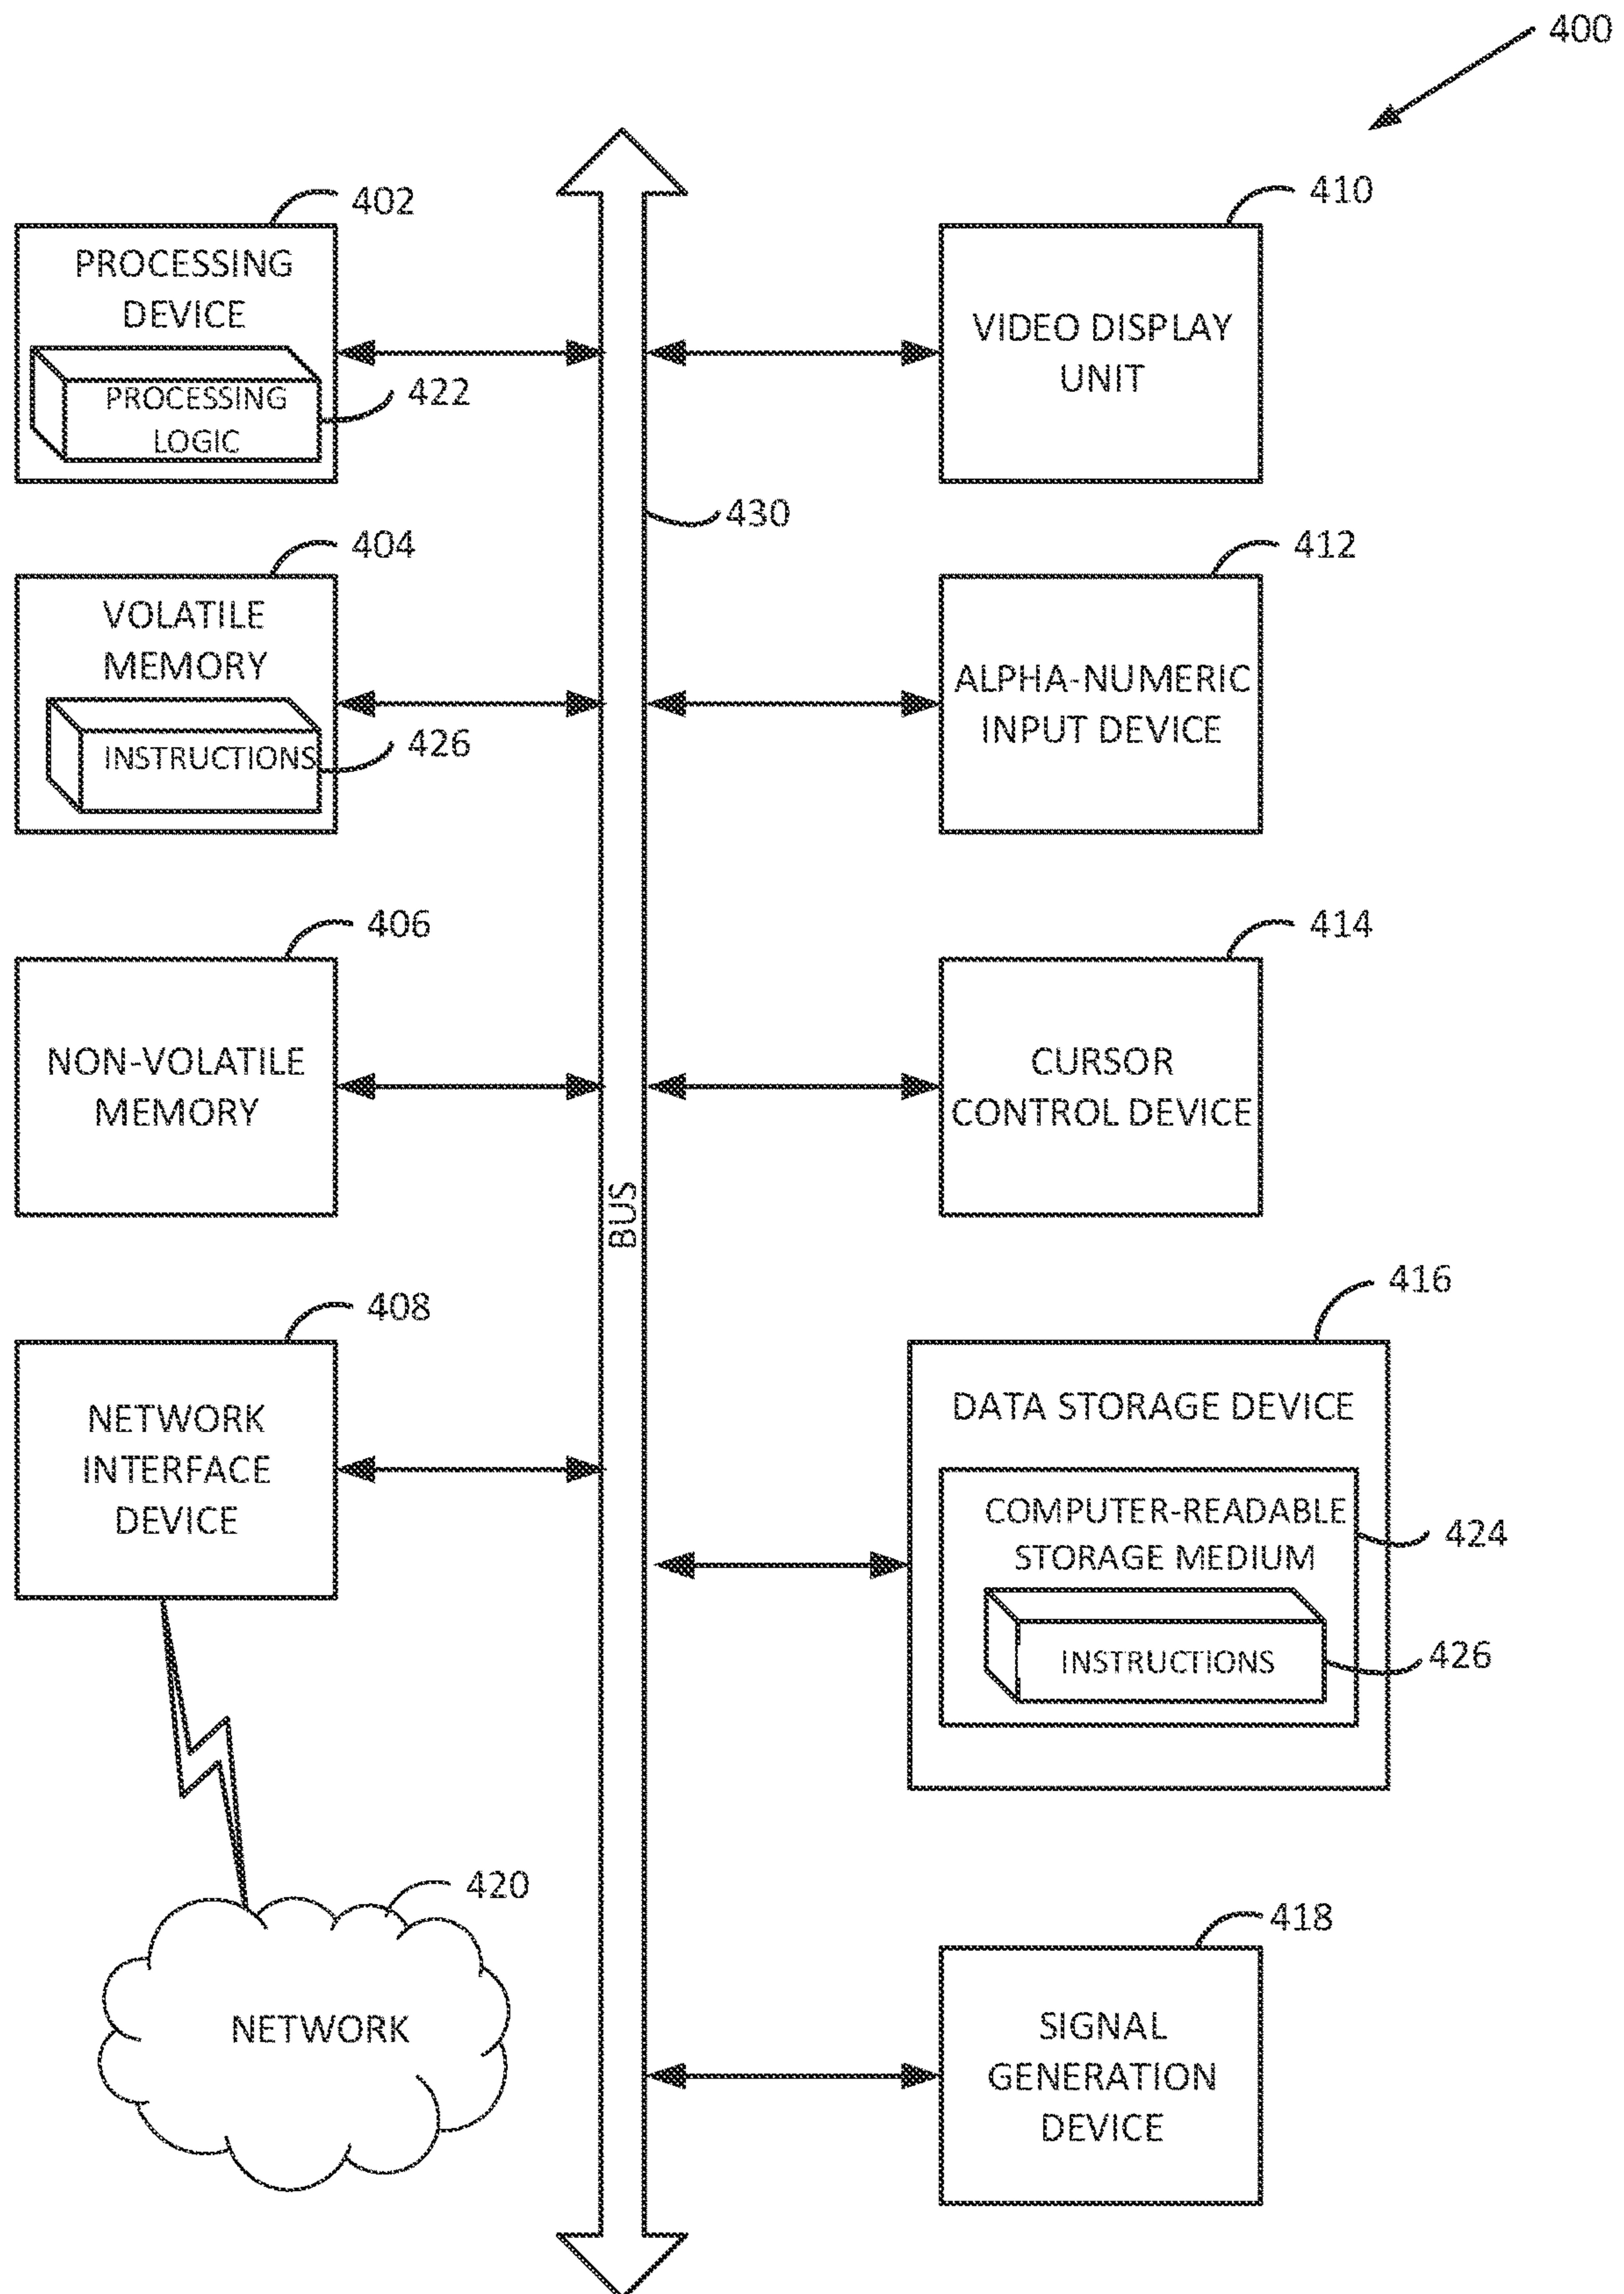 400
402
PROCESSING
DEVICE
PROCESSING
LOGIC
422
404
VOLATILE
MEMORY
INSTRUCTIONS
426
406
NON-VOLATILE
MEMORY
408
NETWORK
INTERFACE
DEVICE
420
NETWORK
430
BUS
410
VIDEO DISPLAY
UNIT
412
ALPHA-NUMERIC
INPUT DEVICE
414
CURSOR
CONTROL DEVICE
416
DATA STORAGE DEVICE
COMPUTER-READABLE
STORAGE MEDIUM
424
INSTRUCTIONS
426
418
SIGNAL
GENERATION
DEVICE